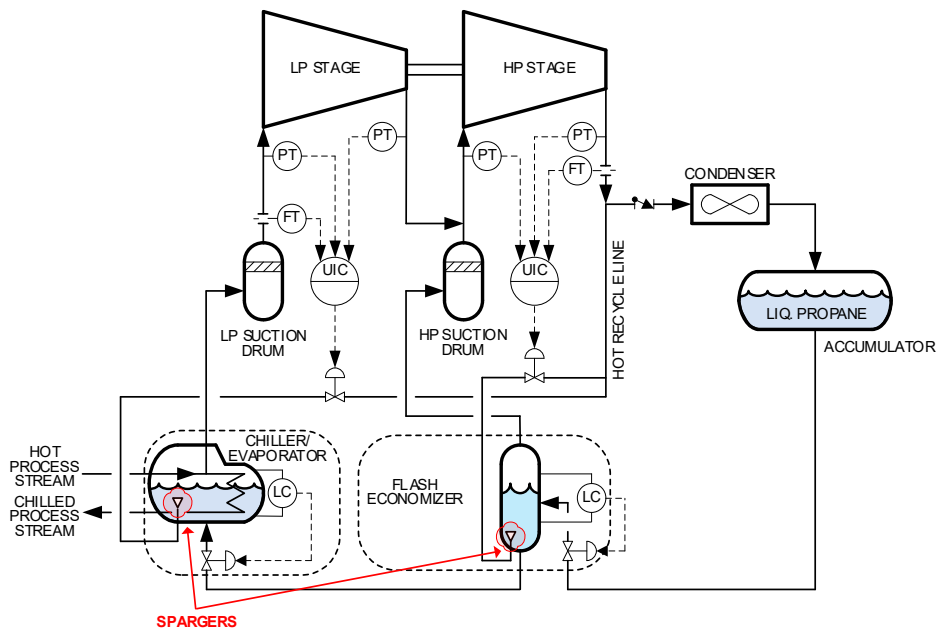 LP STAGE
HP STAGE
PT
PT
PT
PT
FT
FT
UIC
UIC
CONDENSER
LP SUCTION
DRUM
HP SUCTION
DRUM
HOT RECYCLE LINE
LIQ. PROPANE
ACCUMULATOR
HOT
PROCESS
STREAM
CHILLED
PROCESS
STREAM
CHILLER/
EVAPORATOR
LC
FLASH
ECONOMIZER
LC
SPARGERS